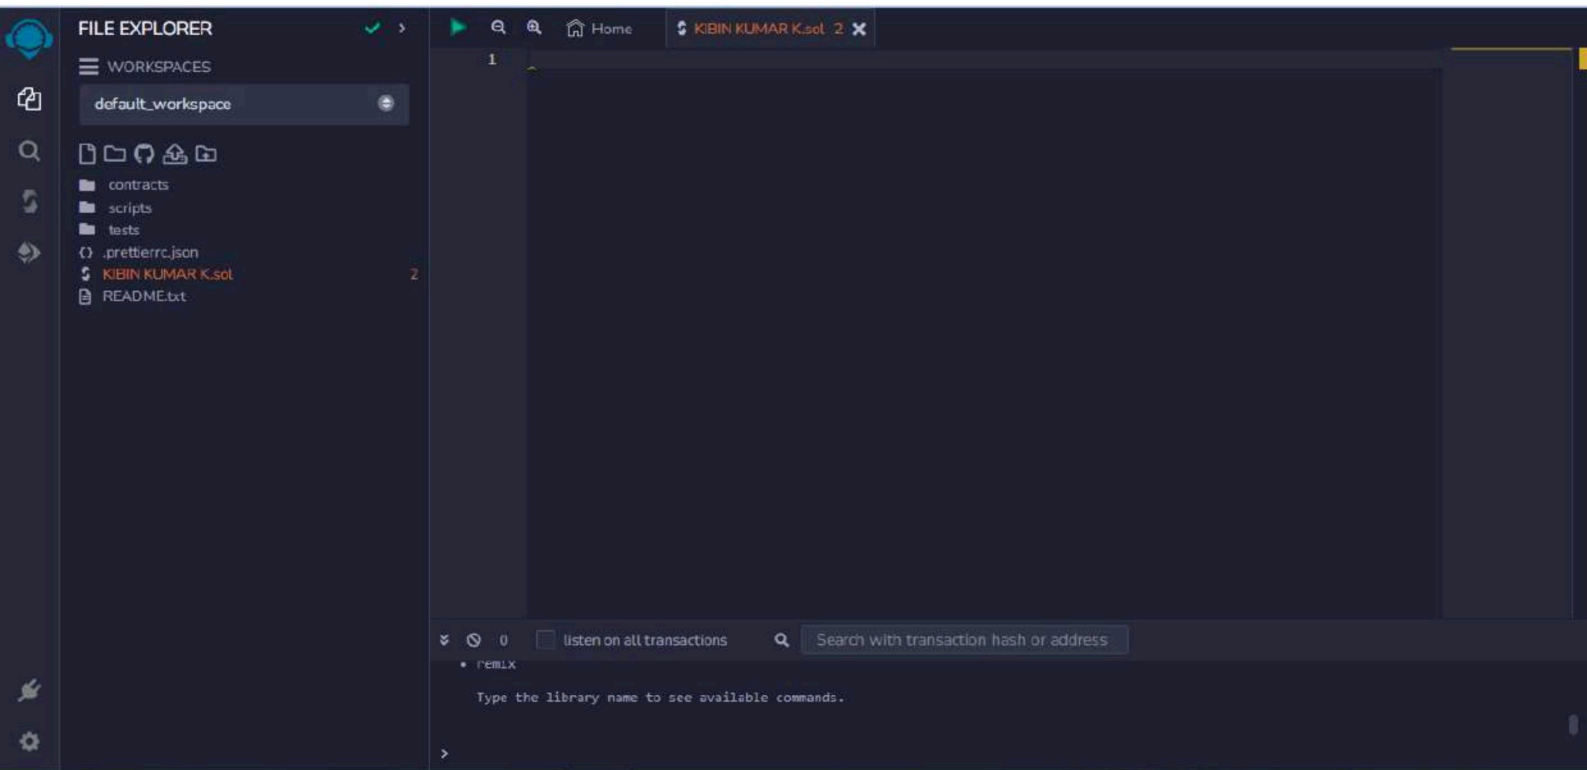 FILE EXPLORER
WORKSPACES
default_workspace
contracts
scripts
tests
.prettierrc.json
KIBIN KUMAR K.sol 2
README.txt
Home
KIBIN KUMAR K.sol 2
1
0 listen on all transactions Search with transaction hash or address
remix
Type the library name to see available commands.
>